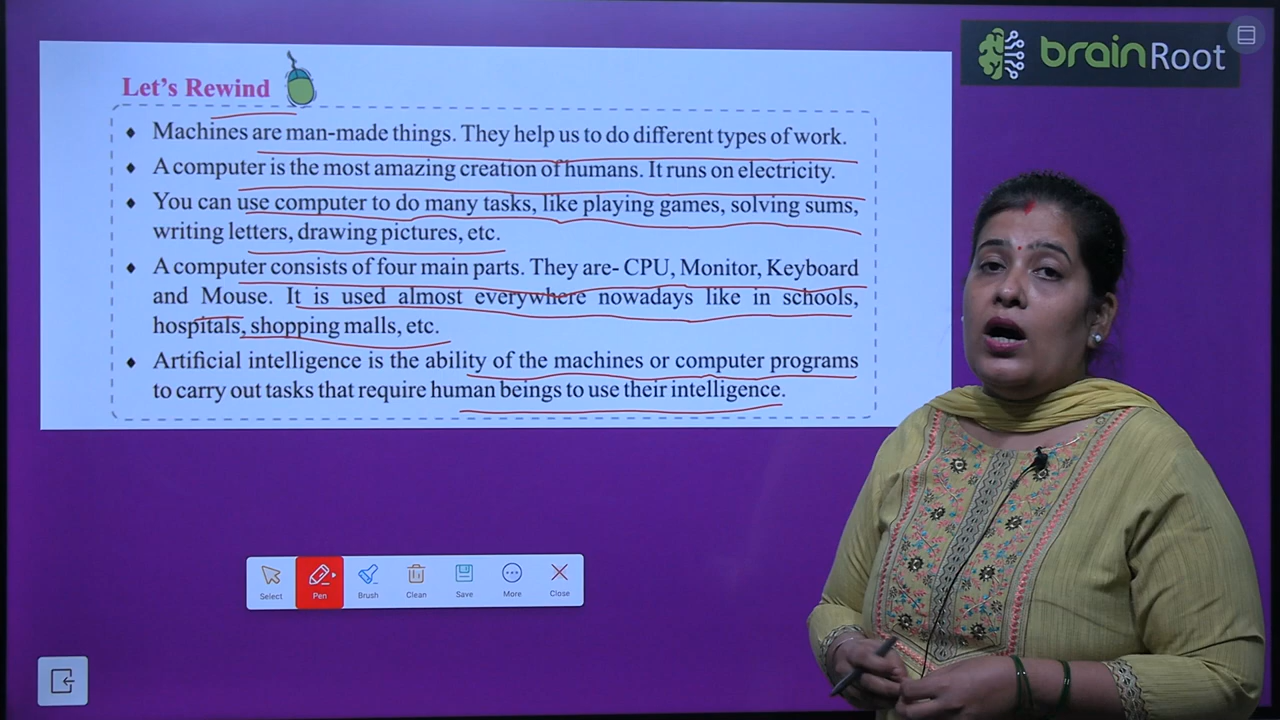 Let's Rewind
brainRoot
♦ Machines are man-made things. They help us to do different types of work.
♦ A computer is the most amazing creation of humans. It runs on electricity.
♦ You can use computer to do many tasks, like playing games, solving sums,
writing letters, drawing pictures, etc.
♦ A computer consists of four main parts. They are- CPU, Monitor, Keyboard
and Mouse. It is used almost everywhere nowadays like in schools,
hospitals, shopping malls, etc.
♦ Artificial intelligence is the ability of the machines or computer programs
to carry out tasks that require human beings to use their intelligence.
Select Pen Brush Clean Save More Close